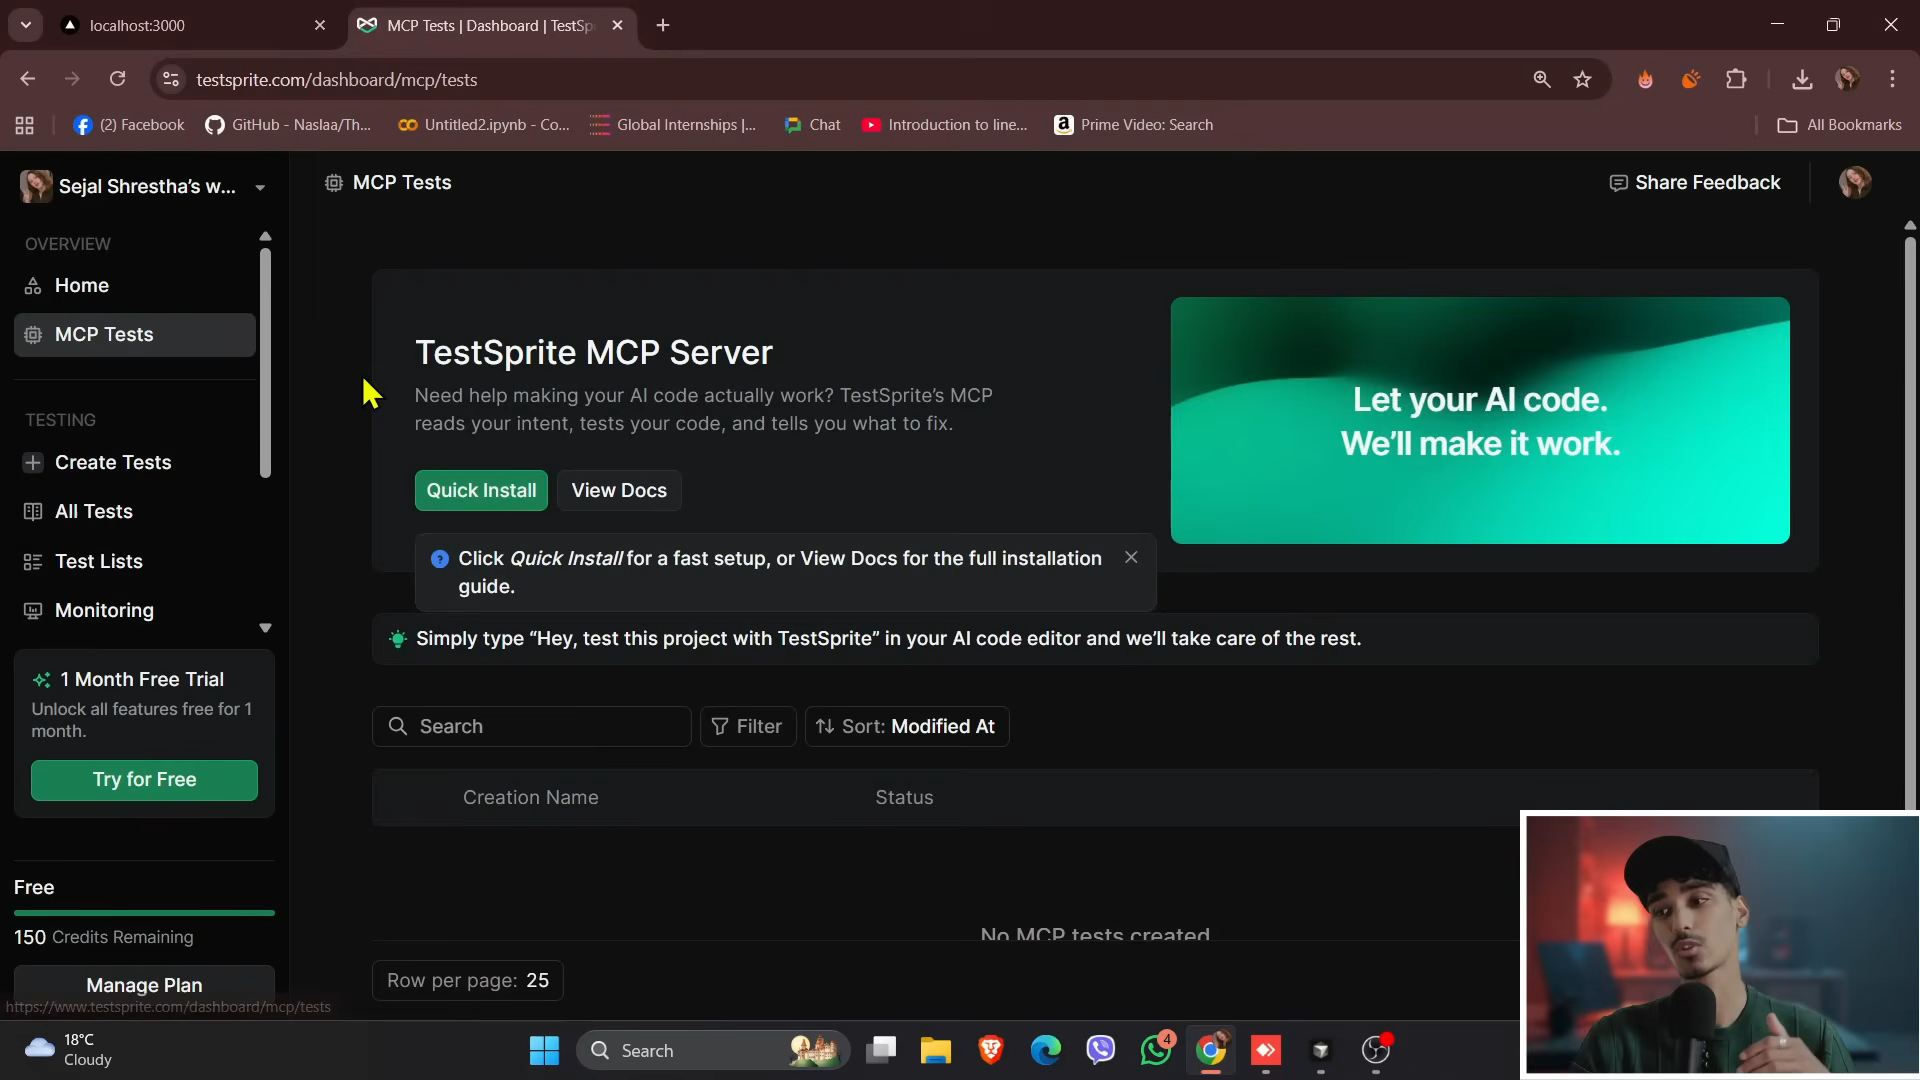 localhost:3000
MCP Tests | Dashboard | TestSp
testsprite.com/dashboard/mcp/tests
(2) Facebook
GitHub - Naslaa/Th...
Untitled2.ipynb - Co...
Global Internships |...
Chat
Introduction to line...
Prime Video: Search
All Bookmarks
Sejal Shrestha's w...
MCP Tests
Share Feedback
OVERVIEW
Home
MCP Tests
TESTING
Create Tests
All Tests
Test Lists
Monitoring
1 Month Free Trial
Unlock all features free for 1
month.
Try for Free
Free
150 Credits Remaining
Manage Plan
https://www.testsprite.com/dashboard/mcp/tests
TestSprite MCP Server
Need help making your AI code actually work? TestSprite's MCP
reads your intent, tests your code, and tells you what to fix.
Quick Install
View Docs
Let your AI code.
We'll make it work.
Click Quick Install for a fast setup, or View Docs for the full installation
guide.
Simply type “Hey, test this project with TestSprite” in your AI code editor and we'll take care of the rest.
Search
Filter
Sort: Modified At
Creation Name
Status
No MCP tests created
Row per page: 25
18°C
Cloudy
Search
4